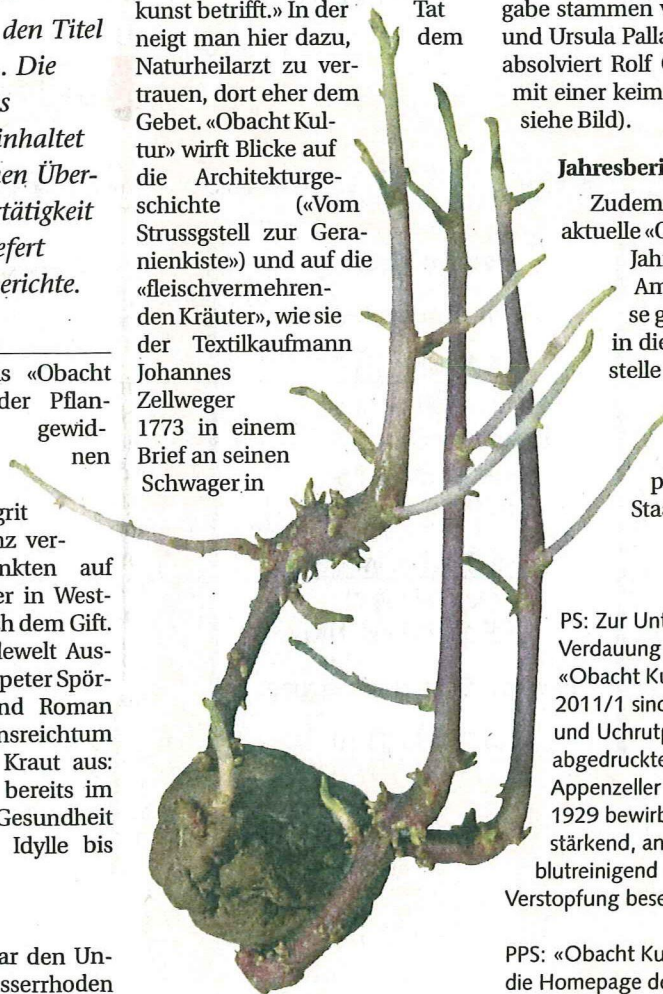 den Titel
. Die
s
inhaltet
en Über-
rtätigkeit
efert
erichte.
s «Obacht
der Pflan-
gewid-
nen
grit
nz ver-
nkten auf
er in West-
h dem Gift.
lewelt Aus-
peter Spör-
nd Roman
nsreichtum
Kraut aus:
bereits im
Gesundheit
Idylle bis
ar den Un-
sserrhoden
kunst betrifft.» In der Tat
neigt man hier dazu, dem
Naturheilarzt zu ver-
trauen, dort eher dem
Gebet. «Obacht Kul-
tur» wirft Blicke auf
die Architekturge-
schichte («Vom
Strussgstell zur Gera-
nienkiste») und auf die
«fleischvermehren-
den Kräuter», wie sie
der Textilkaufmann
Johannes
Zellweger
1773 in einem
Brief an seinen
Schwager in
gabe stammen
und Ursula Palla
absolviert Rolf
mit einer keim
siehe Bild).
Jahresberi
Zudem
aktuelle «O
Jahr
Am
se g
in die
stelle
p
Staa
PS: Zur Unt
Verdauung
«Obacht Ku
2011/1 sind
und Uchrutp
abgedruckte
Appenzeller
1929 bewirb
stärkend, an
blutreinigend
Verstopfung bese
PPS: «Obacht Ku
die Homepage de